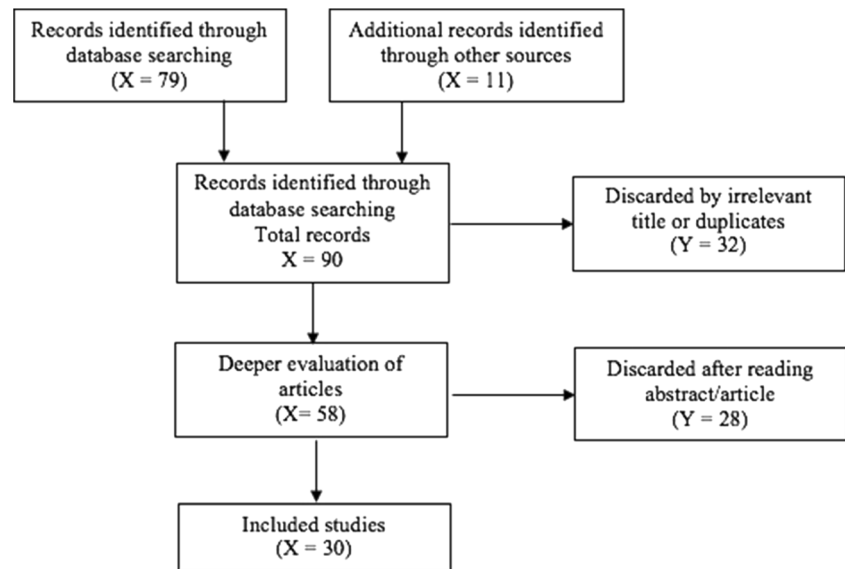 Records identified through
database searching
(X = 79)
Additional records identified
through other sources
(X = 11)
Records identified through
database searching
Total records
X = 90
Discarded by irrelevant
title or duplicates
(Y = 32)
Deeper evaluation of
articles
(X= 58)
Discarded after reading
abstract/article
(Y = 28)
Included studies
(X = 30)